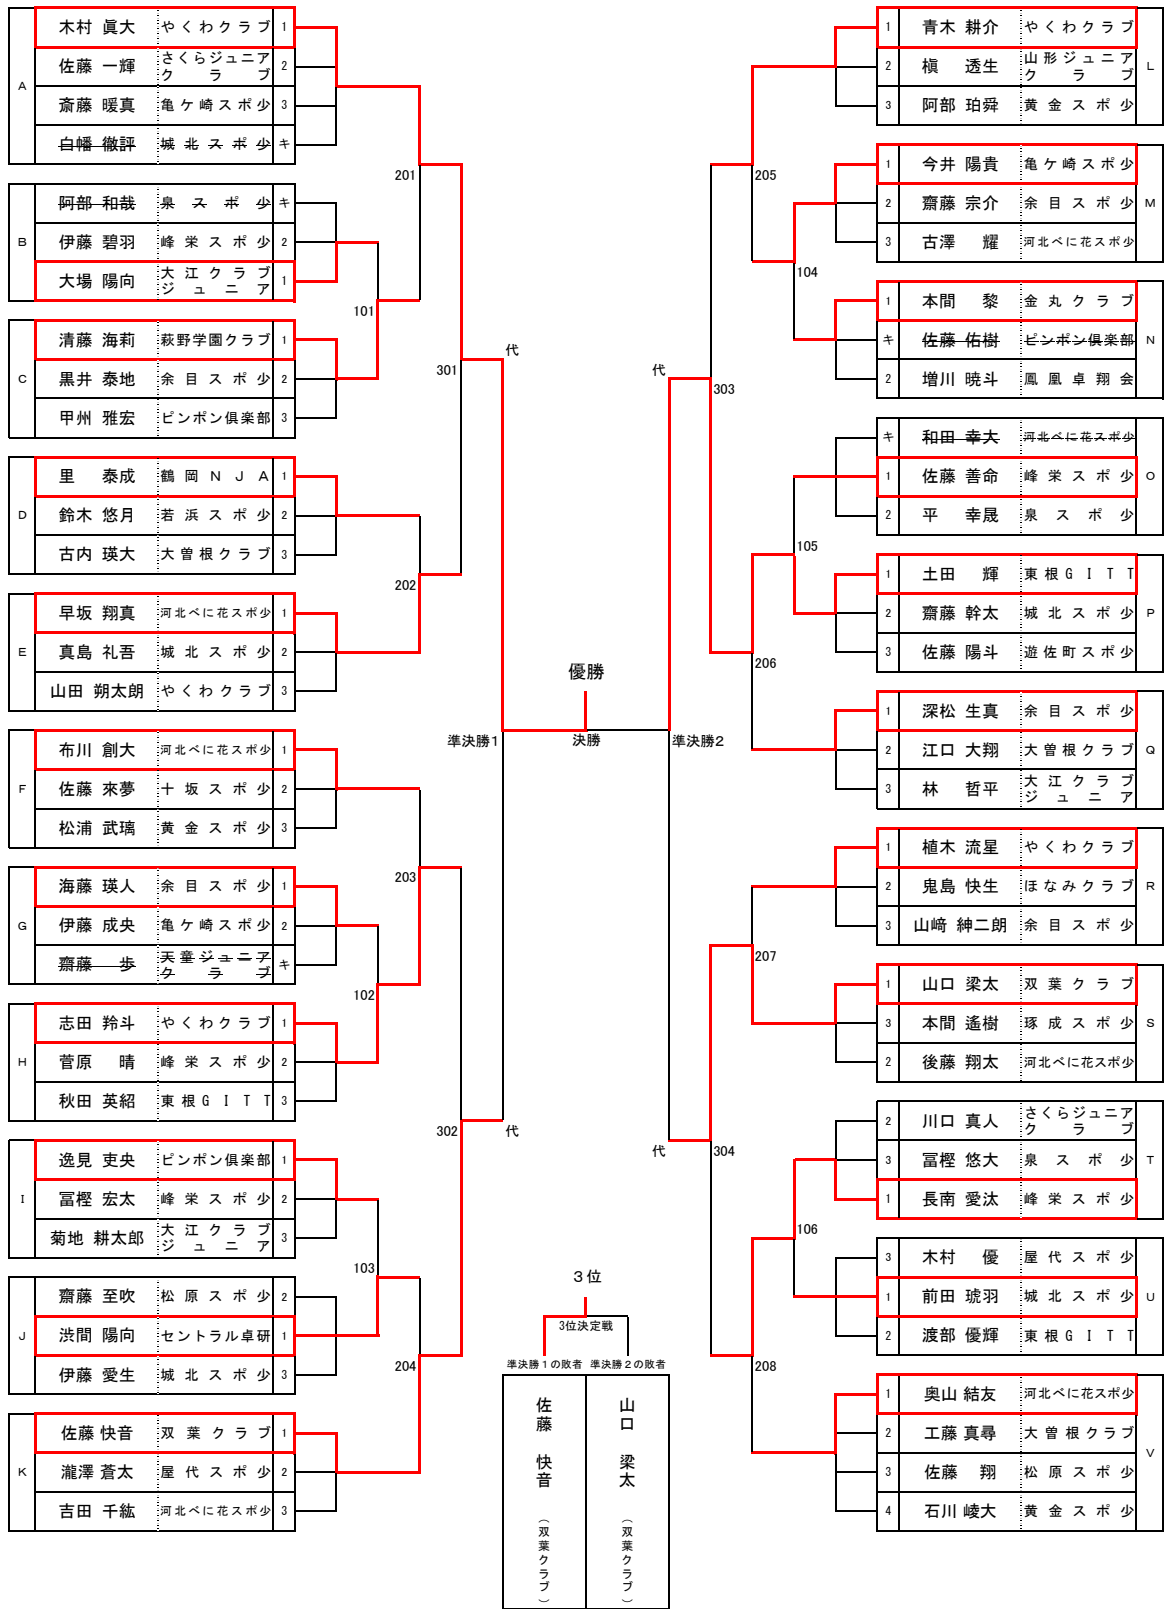 A
木村 眞大 やくわクラブ 1
佐藤 一輝 さくらジュニアクラブ 2
斎藤 暖真 亀ケ崎スポ少 3
白幡 徹評 城北スポ少 キ
B
阿部 和哉 泉スポ少 キ
伊藤 碧羽 峰栄スポ少 2
大場 陽向 大江クラブジュニア 1
C
清藤 海莉 萩野学園クラブ 1
黒井 泰地 余目スポ少 2
甲州 雅宏 ピンポン倶楽部 3
D
里 泰成 鶴岡NJA 1
鈴木 悠月 若浜スポ少 2
古内 瑛大 大曽根クラブ 3
E
早坂 翔真 河北べに花スポ少 1
真島 礼吾 城北スポ少 2
山田 朔太朗 やくわクラブ 3
F
布川 創大 河北べに花スポ少 1
佐藤 來夢 十坂スポ少 2
松浦 武璃 黄金スポ少 3
G
海藤 瑛人 余目スポ少 1
伊藤 成央 亀ケ崎スポ少 2
齋藤 歩 天童ジュニアクラブ キ
H
志田 羚斗 やくわクラブ 1
菅原 晴 峰栄スポ少 2
秋田 英紹 東根GITT 3
I
逸見 吏央 ピンポン倶楽部 1
冨樫 宏太 峰栄スポ少 2
菊地 耕太郎 大江クラブジュニア 3
J
齋藤 至吹 松原スポ少 2
渋間 陽向 セントラル卓研 1
伊藤 愛生 城北スポ少 3
K
佐藤 快音 双葉クラブ 1
瀧澤 蒼太 屋代スポ少 2
吉田 千紘 河北べに花スポ少 3
101
102
103
201
202
203
204
301
302
代
代
準決勝1
優勝
決勝
準決勝2
代
代
303
304
205
206
207
208
104
105
106
L
1 青木 耕介 やくわクラブ
2 槇 透生 山形ジュニアクラブ
3 阿部 珀舜 黄金スポ少
M
1 今井 陽貴 亀ケ崎スポ少
2 齋藤 宗介 余目スポ少
3 古澤 耀 河北べに花スポ少
N
1 本間 黎 金丸クラブ
キ 佐藤 佑樹 ピンポン倶楽部
2 増川 暁斗 鳳凰卓翔会
O
キ 和田 幸大 河北べに花スポ少
1 佐藤 善命 峰栄スポ少
2 平 幸晟 泉スポ少
P
1 土田 輝 東根GITT
2 齋藤 幹太 城北スポ少
3 佐藤 陽斗 遊佐町スポ少
Q
1 深松 生真 余目スポ少
2 江口 大翔 大曽根クラブ
3 林 哲平 大江クラブジュニア
R
1 植木 流星 やくわクラブ
2 鬼島 快生 ほなみクラブ
3 山﨑 紳二朗 余目スポ少
S
1 山口 梁太 双葉クラブ
3 本間 遙樹 琢成スポ少
2 後藤 翔太 河北べに花スポ少
T
2 川口 真人 さくらジュニアクラブ
3 冨樫 悠大 泉スポ少
1 長南 愛汰 峰栄スポ少
U
3 木村 優 屋代スポ少
1 前田 琥羽 城北スポ少
2 渡部 優輝 東根GITT
V
1 奥山 結友 河北べに花スポ少
2 工藤 真尋 大曽根クラブ
3 佐藤 翔 松原スポ少
4 石川 崚大 黄金スポ少
3位
3位決定戦
準決勝1の敗者 準決勝2の敗者
佐藤 快音 (双葉クラブ)
山口 梁太 (双葉クラブ)